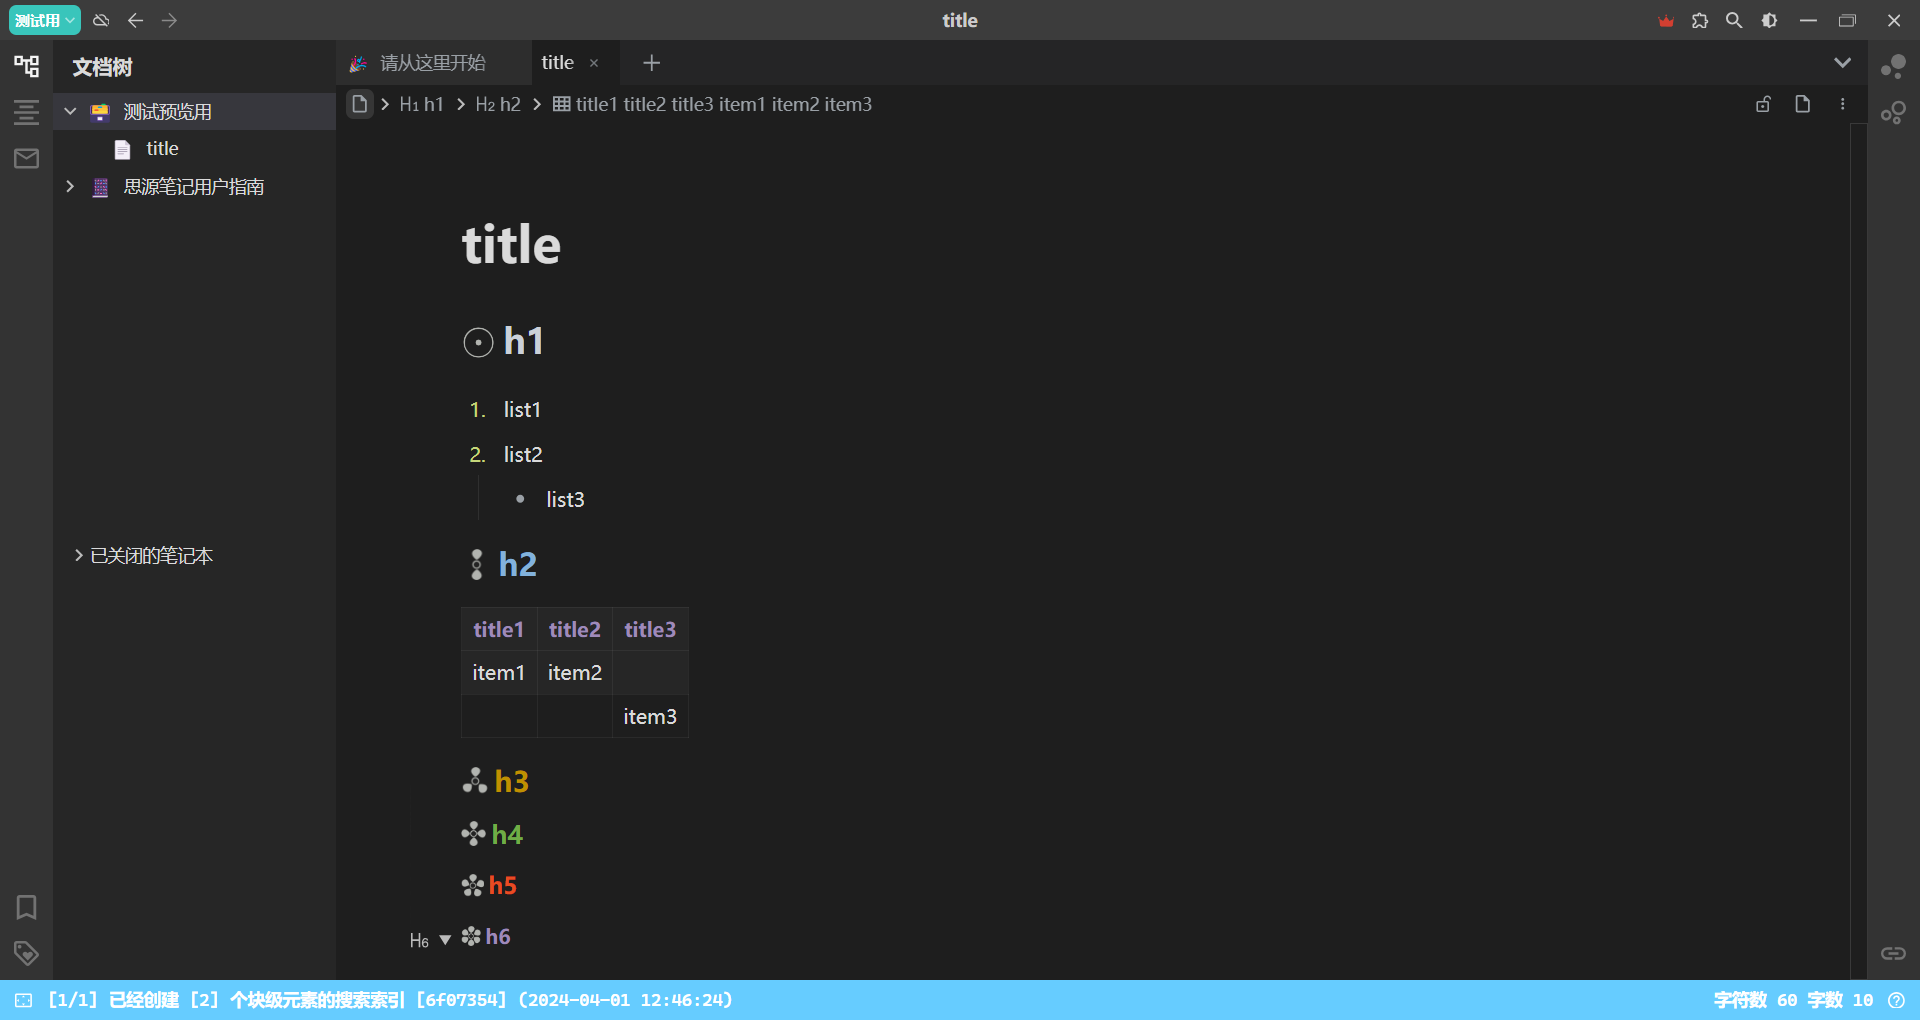 测试用
title
文档树
测试预览用
title
思源笔记用户指南
已关闭的笔记本
请从这里开始
title
H1 h1 H2 h2 title1 title2 title3 item1 item2 item3
title
h1
1. list1
2. list2
• list3
h2
title1 title2 title3
item1 item2
item3
h3
h4
h5
H6 h6
[1/1] 已经创建 [2] 个块级元素的搜索索引 [6f07354] (2024-04-01 12:46:24)
字符数 60 字数 10